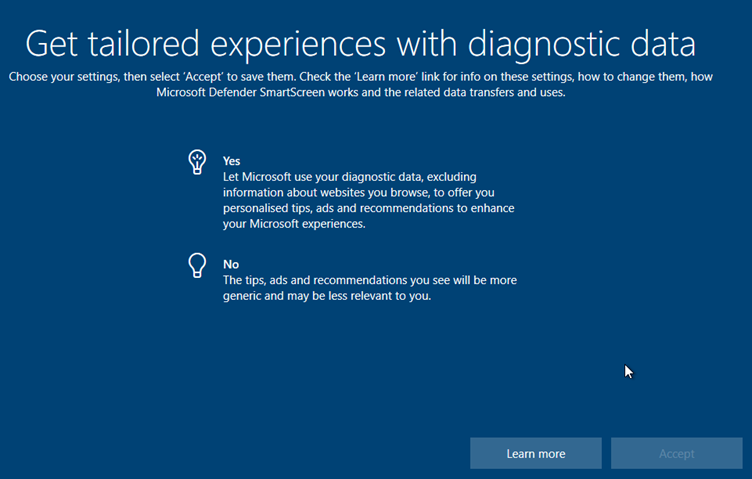 Get tailored experiences with diagnostic data
Choose your settings, then select ‘Accept’ to save them. Check the ‘Learn more’ link for info on these settings, how to change them, how
Microsoft Defender SmartScreen works and the related data transfers and uses.
Yes
Let Microsoft use your diagnostic data, excluding
information about websites you browse, to offer you
personalised tips, ads and recommendations to enhance
your Microsoft experiences.
No
The tips, ads and recommendations you see will be more
generic and may be less relevant to you.
Learn more
Accept